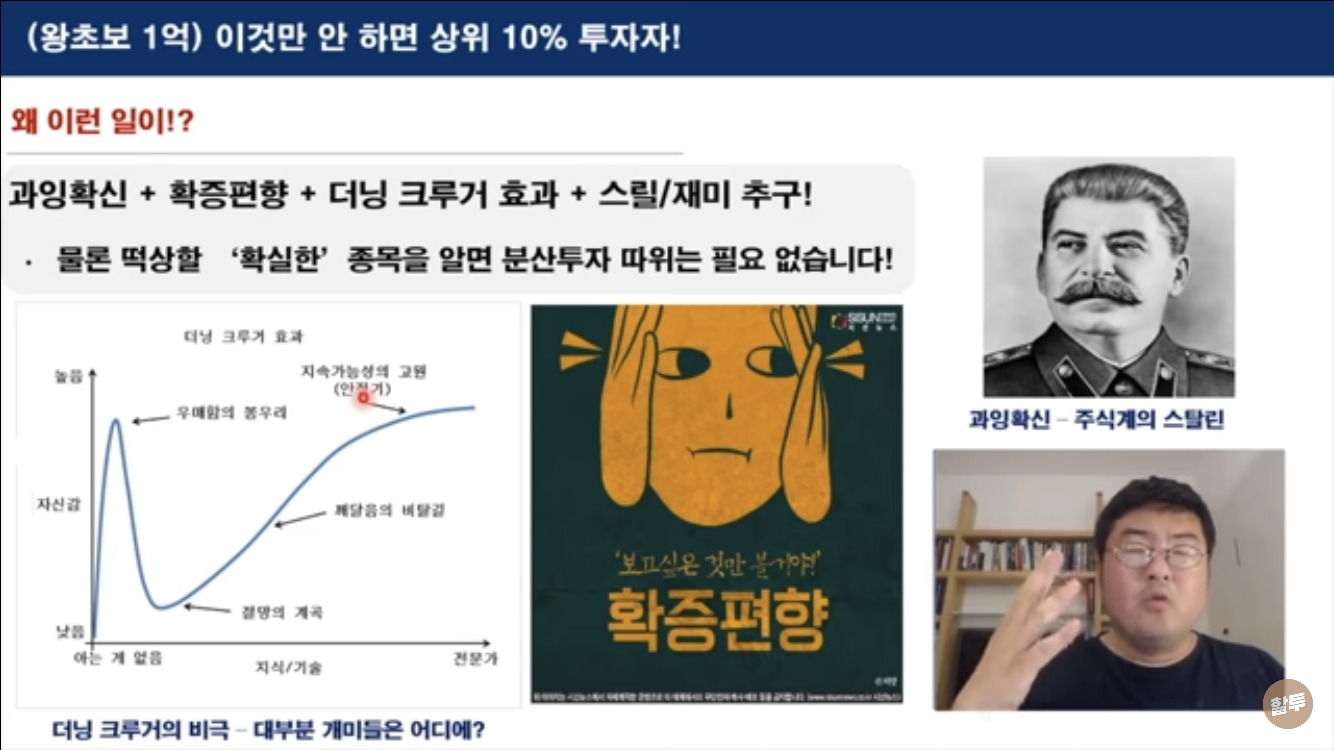 (왕초보 1억) 이것만 안 하면 상위 10% 투자자!
왜 이런 일이!?
과잉확신 + 확증편향 + 더닝 크루거 효과 + 스릴/재미 추구!
· 물론 떡상할 ‘확실한’ 종목을 알면 분산투자 따위는 필요 없습니다!
더닝 크루거 효과
높음
지속가능성의 고원
(안정기)
우매함의 봉우리
자신감
깨달음의 비탈길
절망의 계곡
낮음
아는 게 없음
지식/기술
전문가
더닝 크루거의 비극 – 대부분 개미들은 어디에?
SSUN
시선뉴스
‘보고싶은 것만 볼거야!’
확증편향
과잉확신 – 주식계의 스탈린
할투